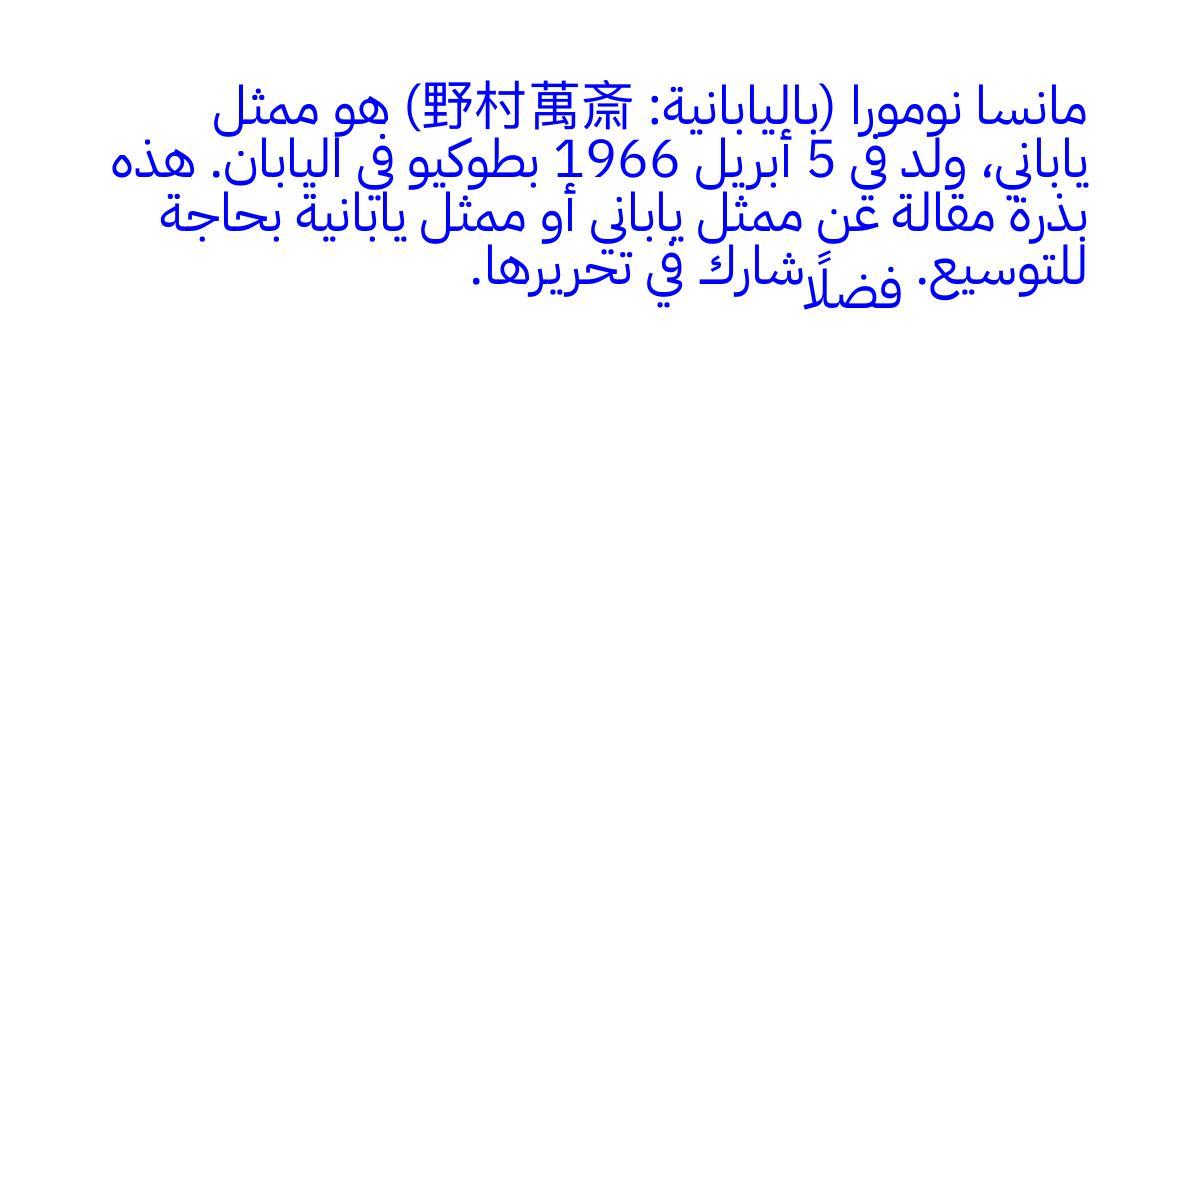 مانسا نومورا (باليابانية: 野村萬斎) هو ممثل
ياباني، ولد في 5 أبريل 1966 بطوكيو في اليابان. هذه
بذرة مقالة عن ممثل ياباني أو ممثل يابانية بحاجة
للتوسيع. فضلًا شارك في تحريرها.